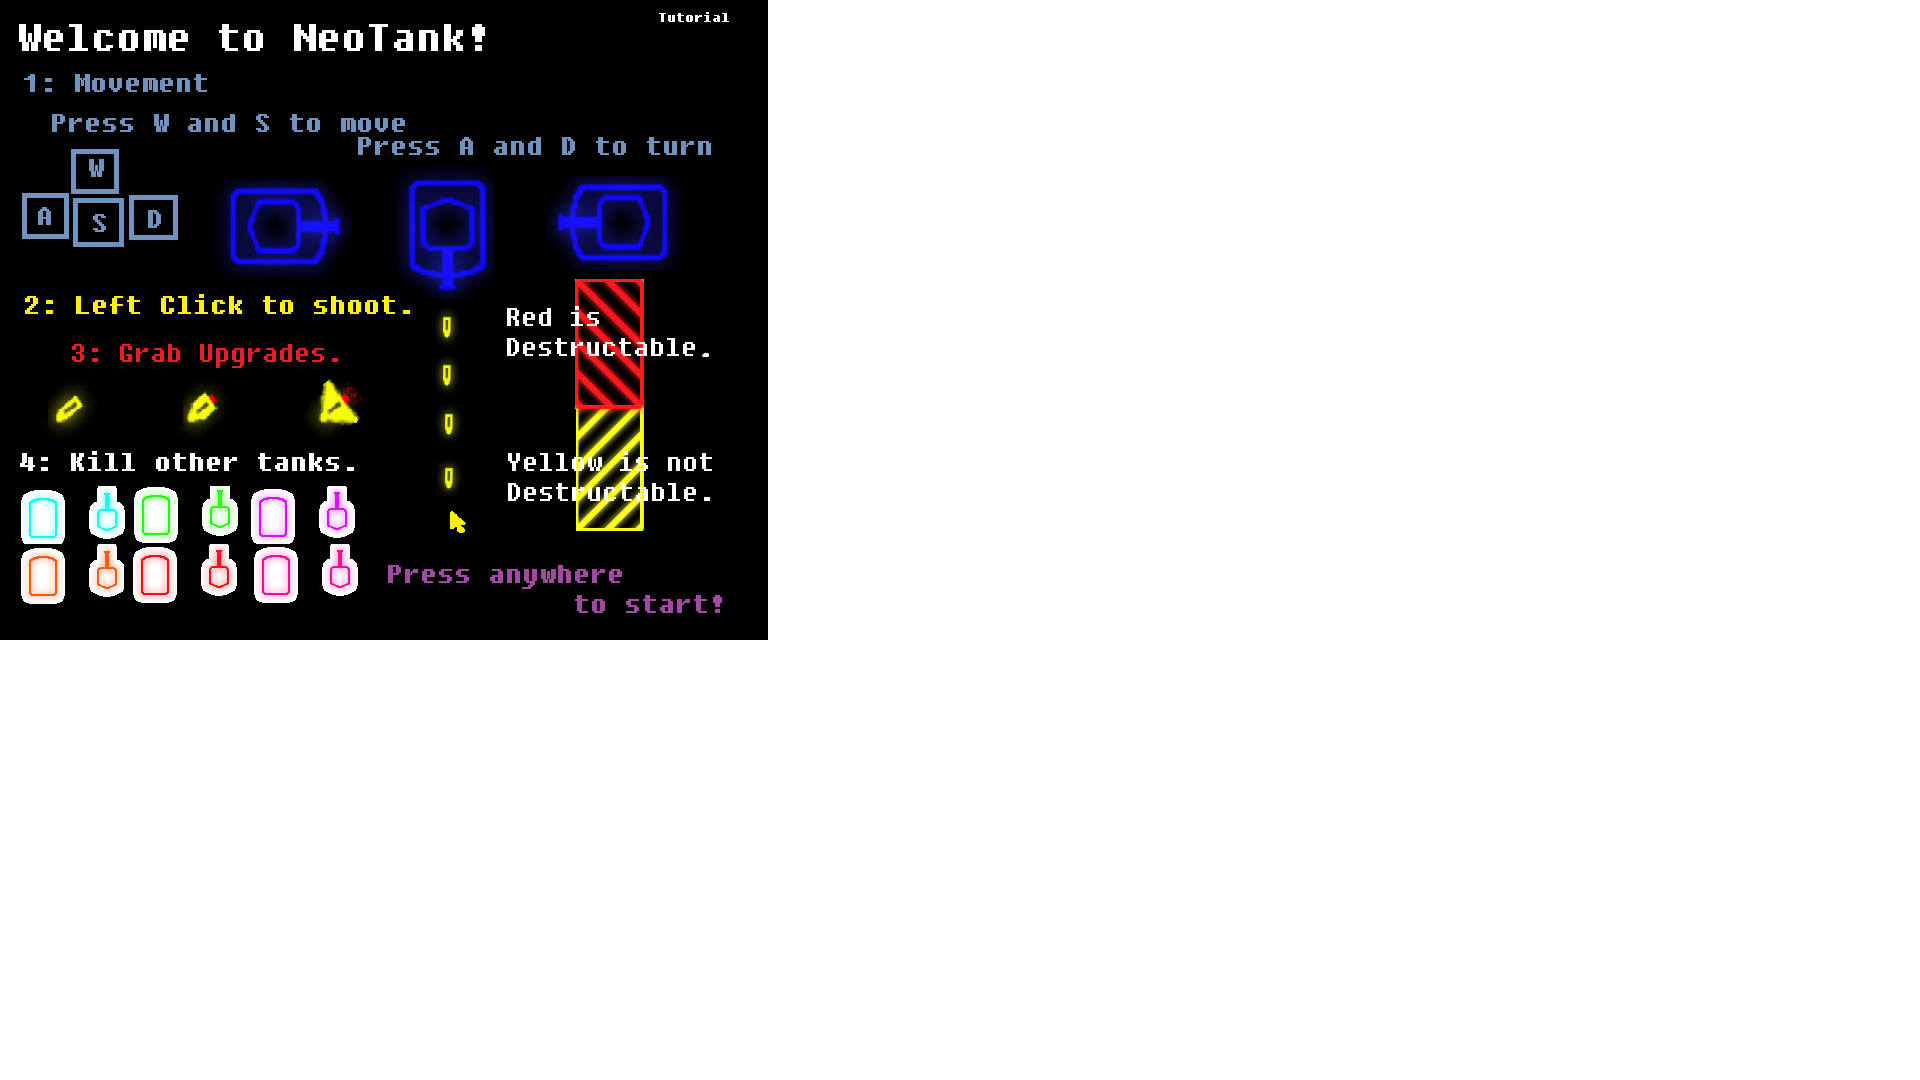 Tutorial
Welcome to NeoTank!
1: Movement
Press W and S to move
Press A and D to turn
W
A S D
2: Left Click to shoot.
Red is
Destructable.
3: Grab Upgrades.
4: Kill other tanks.
Yellow is not
Destructable.
Press anywhere
to start!